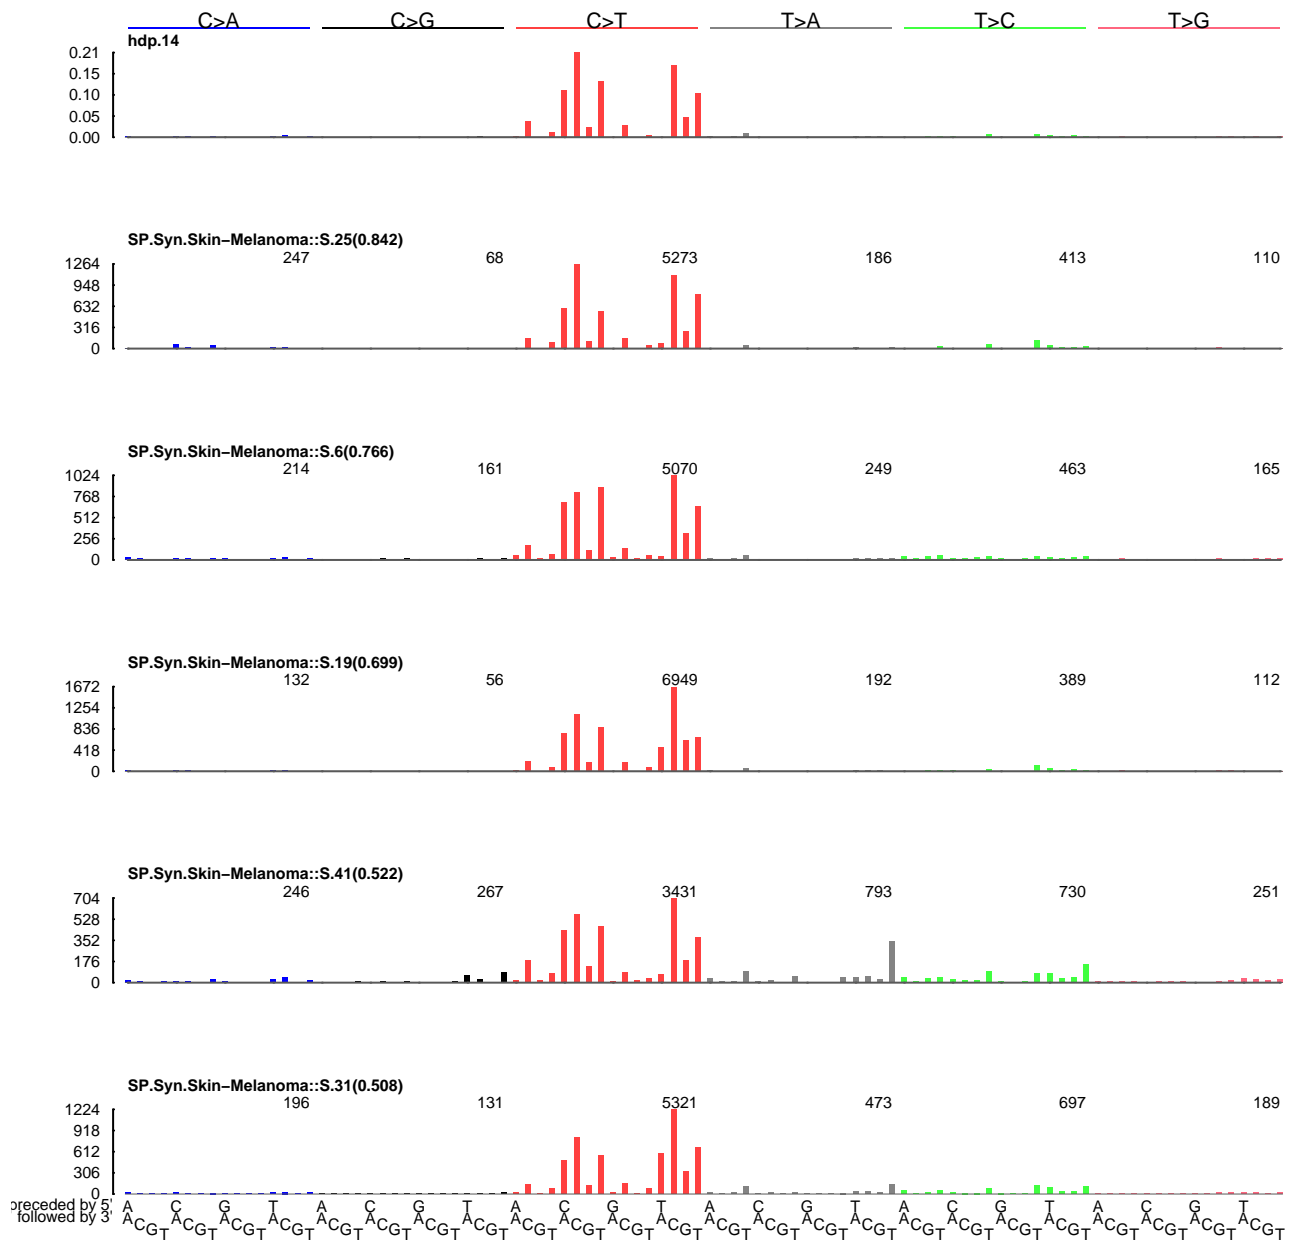 C>A C>G C>T T>A T>C T>G
hdp.14
0.21
0.15
0.10
0.05
0.00
SP.Syn.Skin−Melanoma::S.25(0.842)
247 68 5273 186 413 110
1264
948
632
316
0
SP.Syn.Skin−Melanoma::S.6(0.766)
214 161 5070 249 463 165
1024
768
512
256
0
SP.Syn.Skin−Melanoma::S.19(0.699)
132 56 6949 192 389 112
1672
1254
836
418
0
SP.Syn.Skin−Melanoma::S.41(0.522)
246 267 3431 793 730 251
704
528
352
176
0
SP.Syn.Skin−Melanoma::S.31(0.508)
196 131 5321 473 697 189
1224
918
612
306
0
preceded by 5' A C G T A C G T A C G T A C G T A C G T A C G T
followed by 3' A C G T A C G T A C G T A C G T A C G T A C G T A C G T A C G T A C G T A C G T A C G T A C G T A C G T A C G T A C G T A C G T A C G T A C G T A C G T A C G T A C G T A C G T A C G T A C G T